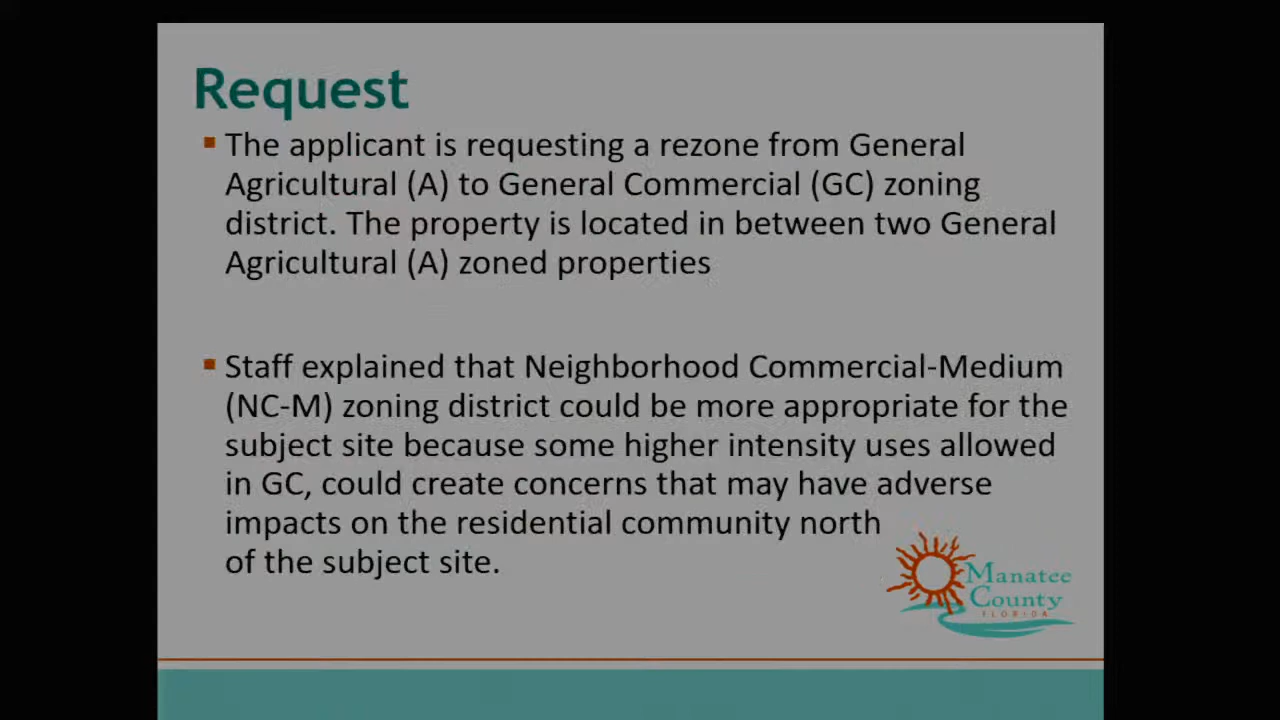 Request
The applicant is requesting a rezone from General
Agricultural (A) to General Commercial (GC) zoning
district. The property is located in between two General
Agricultural (A) zoned properties
Staff explained that Neighborhood Commercial-Medium
(NC-M) zoning district could be more appropriate for the
subject site because some higher intensity uses allowed
in GC, could create concerns that may have adverse
impacts on the residential community north
of the subject site.
Manatee
County
FLORIDA